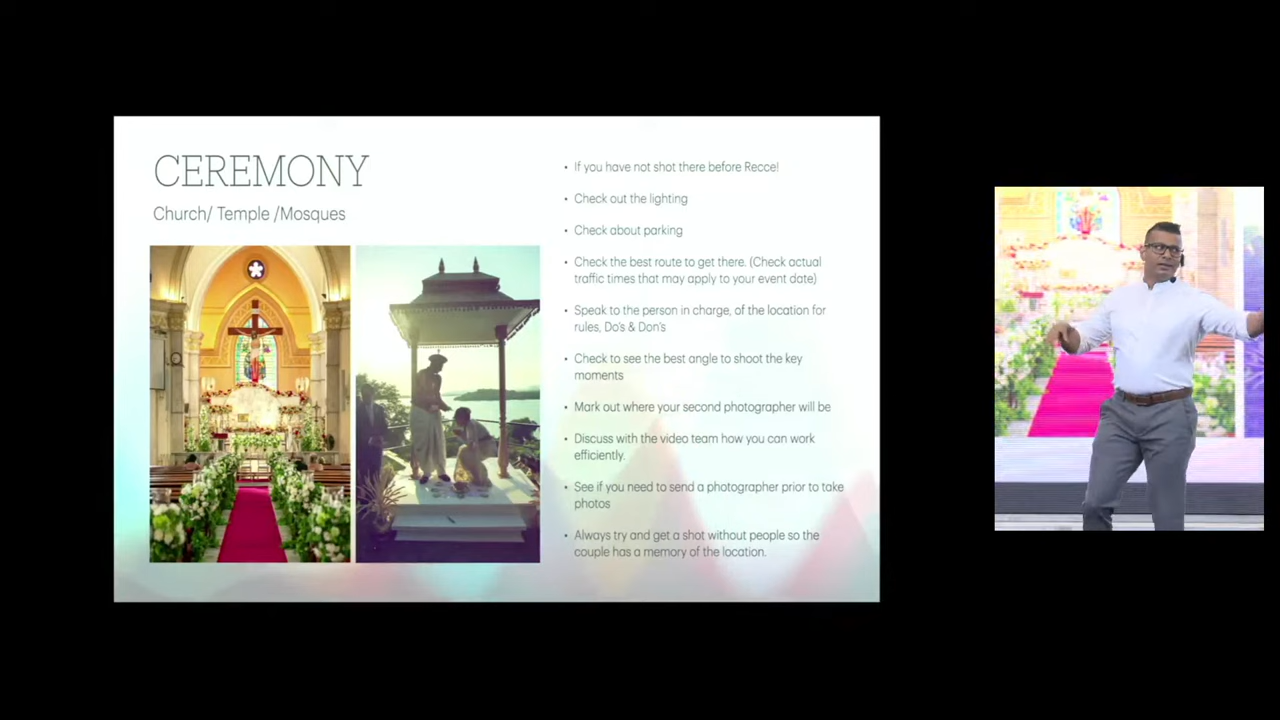 CEREMONY
Church/ Temple /Mosques
• If you have not shot there before Recce!
• Check out the lighting
• Check about parking
• Check the best route to get there. (Check actual
traffic times that may apply to your event date)
• Speak to the person in charge, of the location for
rules, Do's & Don's
• Check to see the best angle to shoot the key
moments
• Mark out where your second photographer will be
• Discuss with the video team how you can work
efficiently.
• See if you need to send a photographer prior to take
photos
• Always try and get a shot without people so the
couple has a memory of the location.